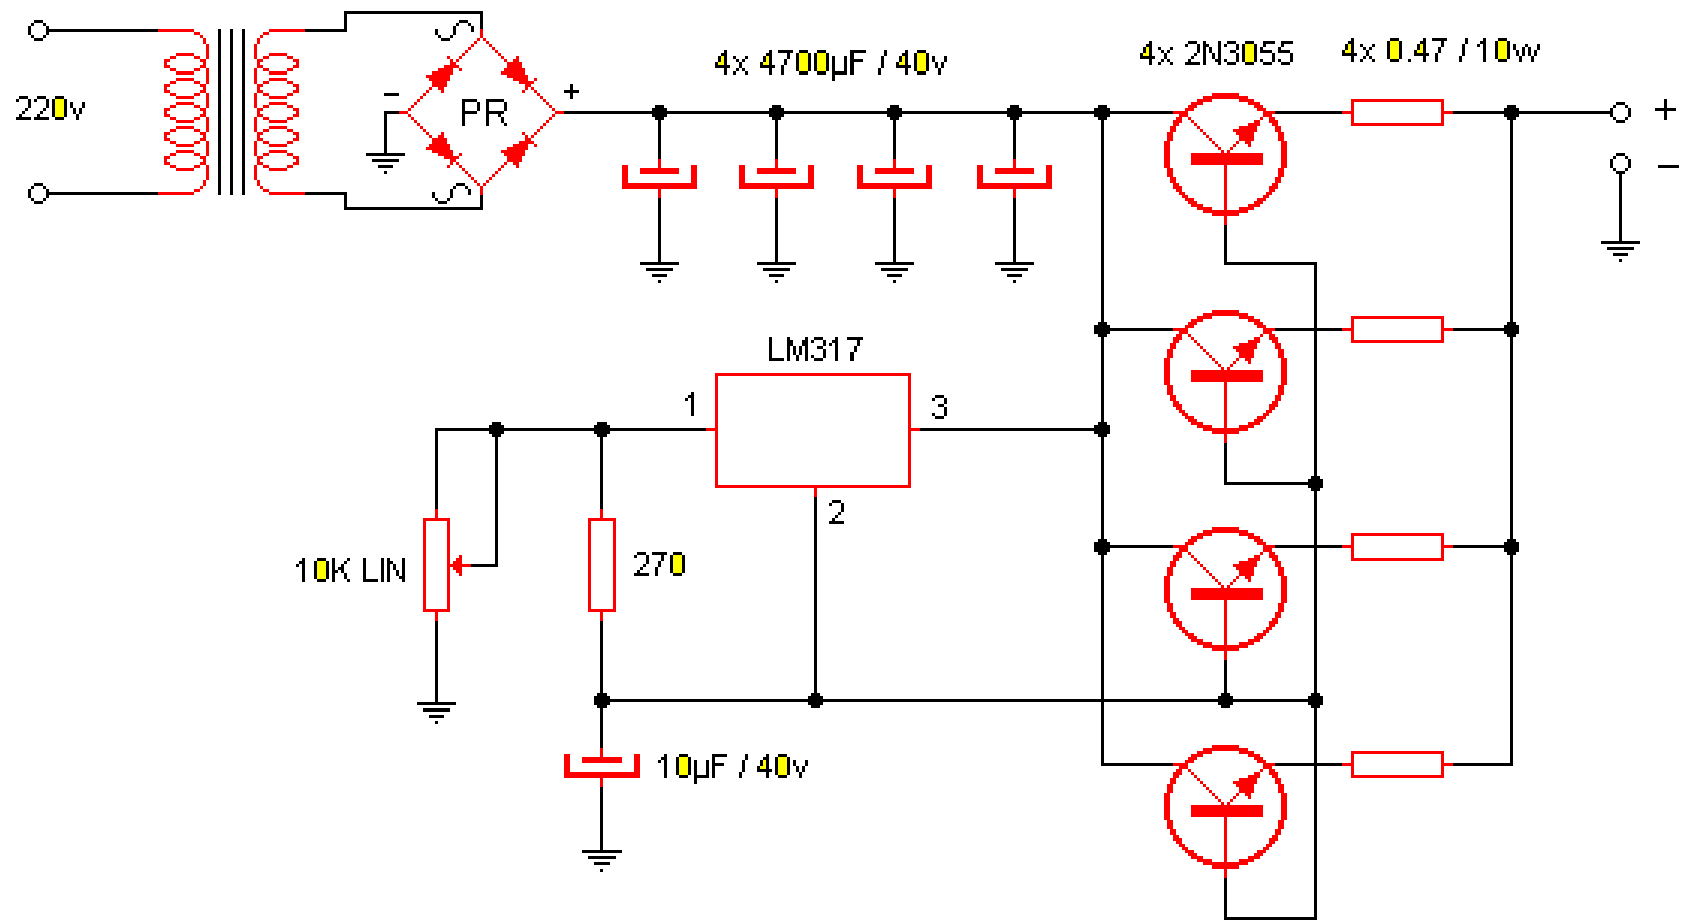 220v
PR
−
+
4x 4700µF / 40v
4x 2N3055
4x 0.47 / 10w
+
−
LM317
1
3
2
10K LIN
270
10µF / 40v